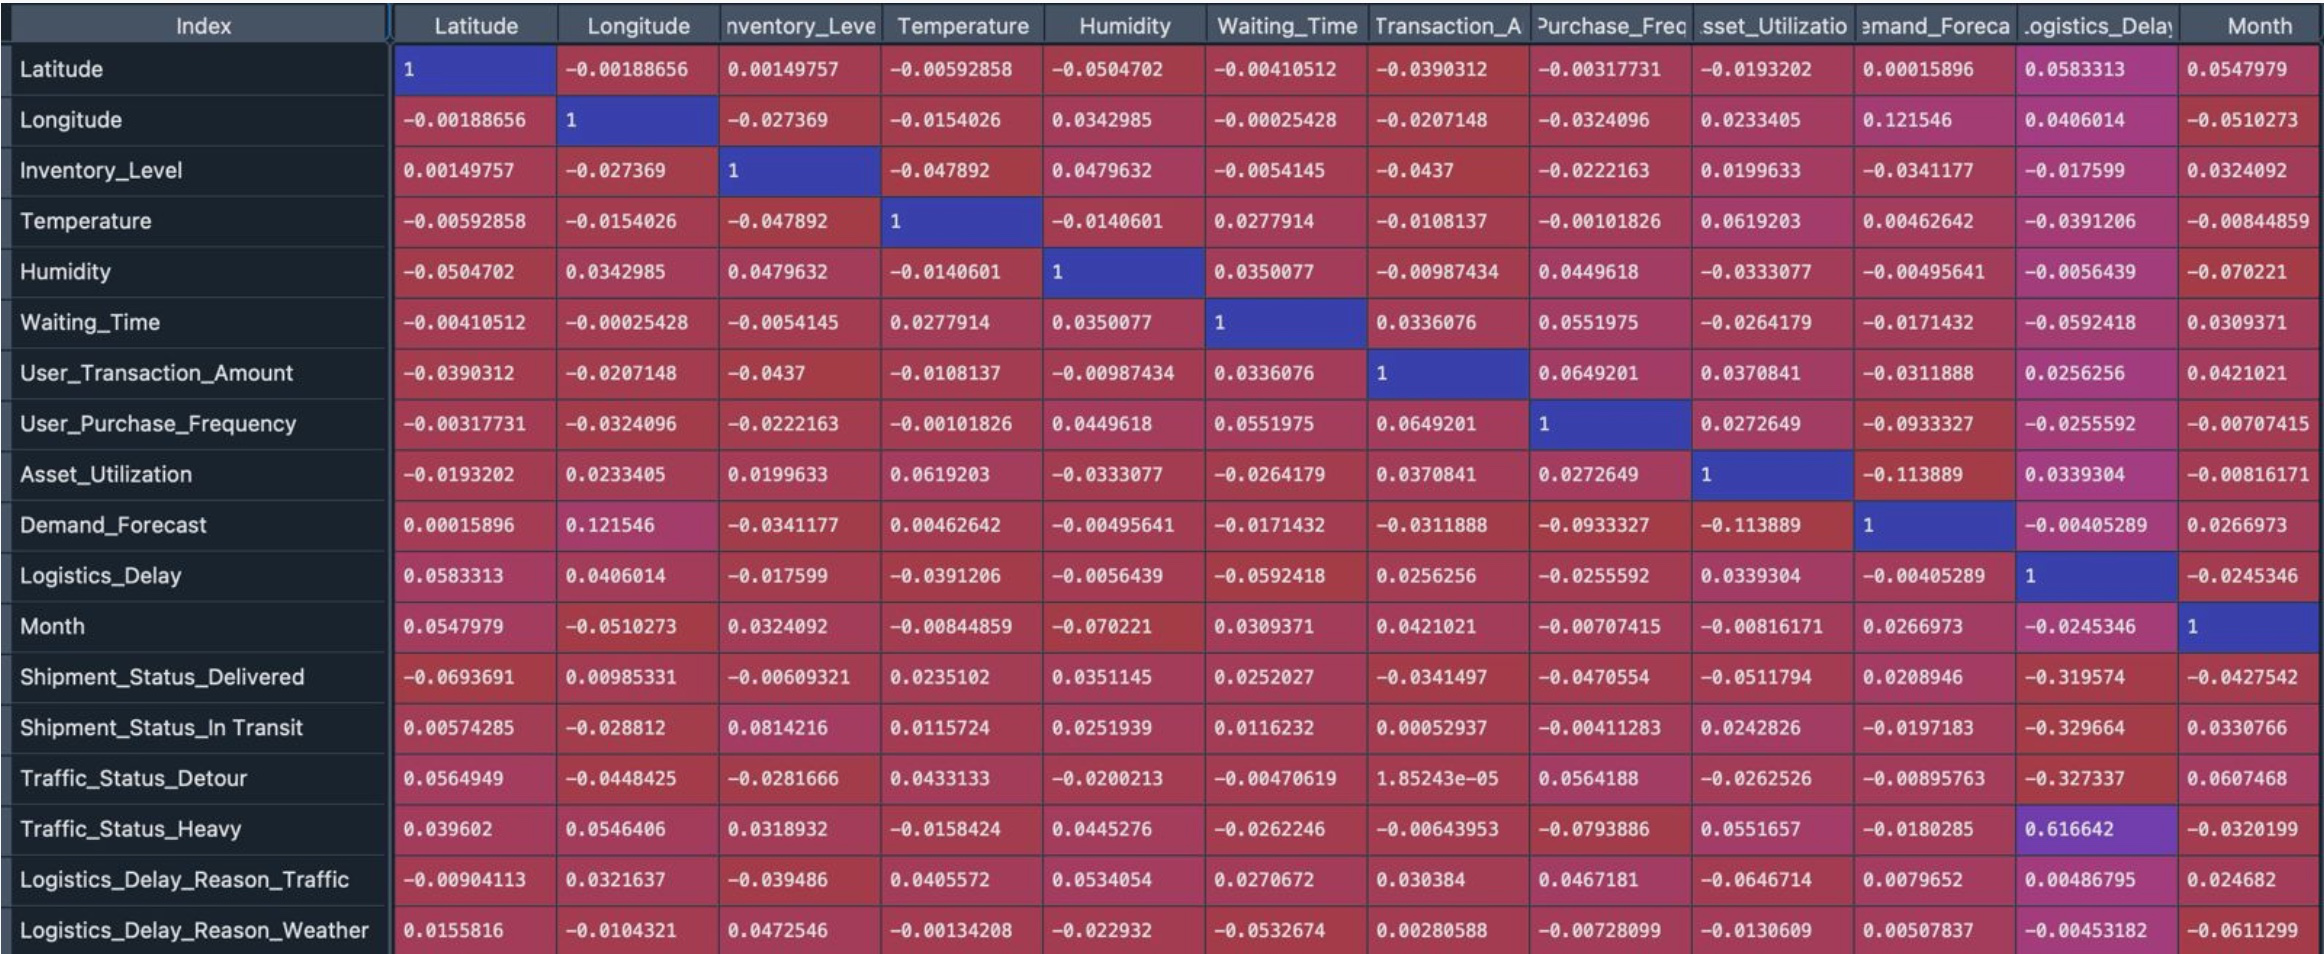 Index Latitude Longitude nventory_Leve Temperature Humidity Waiting_Time Transaction_A Purchase_Freq sset_Utilizatio emand_Foreca ogistics_Delay Month
Latitude 1 -0.00188656 0.00149757 -0.00592858 -0.0504702 -0.00410512 -0.0390312 -0.00317731 -0.0193202 0.00015896 0.0583313 0.0547979
Longitude -0.00188656 1 -0.027369 -0.0154026 0.0342985 -0.00025428 -0.0207148 -0.0324096 0.0233405 0.121546 0.0406014 -0.0510273
Inventory_Level 0.00149757 -0.027369 1 -0.047892 0.0479632 -0.0054145 -0.0437 -0.0222163 0.0199633 -0.0341177 -0.017599 0.0324092
Temperature -0.00592858 -0.0154026 -0.047892 1 -0.0140601 0.0277914 -0.0108137 -0.00101826 0.0619203 0.00462642 -0.0391206 -0.00844859
Humidity -0.0504702 0.0342985 0.0479632 -0.0140601 1 0.0350077 -0.00987434 0.0449618 -0.0333077 -0.00495641 -0.0056439 -0.070221
Waiting_Time -0.00410512 -0.00025428 -0.0054145 0.0277914 0.0350077 1 0.0336076 0.0551975 -0.0264179 -0.0171432 -0.0592418 0.0309371
User_Transaction_Amount -0.0390312 -0.0207148 -0.0437 -0.0108137 -0.00987434 0.0336076 1 0.0649201 0.0370841 -0.0311888 0.0256256 0.0421021
User_Purchase_Frequency -0.00317731 -0.0324096 -0.0222163 -0.00101826 0.0449618 0.0551975 0.0649201 1 0.0272649 -0.0933327 -0.0255592 -0.00707415
Asset_Utilization -0.0193202 0.0233405 0.0199633 0.0619203 -0.0333077 -0.0264179 0.0370841 0.0272649 1 -0.113889 0.0339304 -0.00816171
Demand_Forecast 0.00015896 0.121546 -0.0341177 0.00462642 -0.00495641 -0.0171432 -0.0311888 -0.0933327 -0.113889 1 -0.00405289 0.0266973
Logistics_Delay 0.0583313 0.0406014 -0.017599 -0.0391206 -0.0056439 -0.0592418 0.0256256 -0.0255592 0.0339304 -0.00405289 1 -0.0245346
Month 0.0547979 -0.0510273 0.0324092 -0.00844859 -0.070221 0.0309371 0.0421021 -0.00707415 -0.00816171 0.0266973 -0.0245346 1
Shipment_Status_Delivered -0.0693691 0.00985331 -0.00609321 0.0235102 0.0351145 0.0252027 -0.0341497 -0.0470554 -0.0511794 0.0208946 -0.319574 -0.0427542
Shipment_Status_In Transit 0.00574285 -0.028812 0.0814216 0.0115724 0.0251939 0.0116232 0.00052937 -0.00411283 0.0242826 -0.0197183 -0.329664 0.0330766
Traffic_Status_Detour 0.0564949 -0.0448425 -0.0281666 0.0433133 -0.0200213 -0.00470619 1.85243e-05 0.0564188 -0.0262526 -0.00895763 -0.327337 0.0607468
Traffic_Status_Heavy 0.039602 0.0546406 0.0318932 -0.0158424 0.0445276 -0.0262246 -0.00643953 -0.0793886 0.0551657 -0.0180285 0.616642 -0.0320199
Logistics_Delay_Reason_Traffic -0.00904113 0.0321637 -0.039486 0.0405572 0.0534054 0.0270672 0.030384 0.0467181 -0.0646714 0.0079652 0.00486795 0.024682
Logistics_Delay_Reason_Weather 0.0155816 -0.0104321 0.0472546 -0.00134208 -0.022932 -0.0532674 0.00280588 -0.00728099 -0.0130609 0.00507837 -0.00453182 -0.0611299